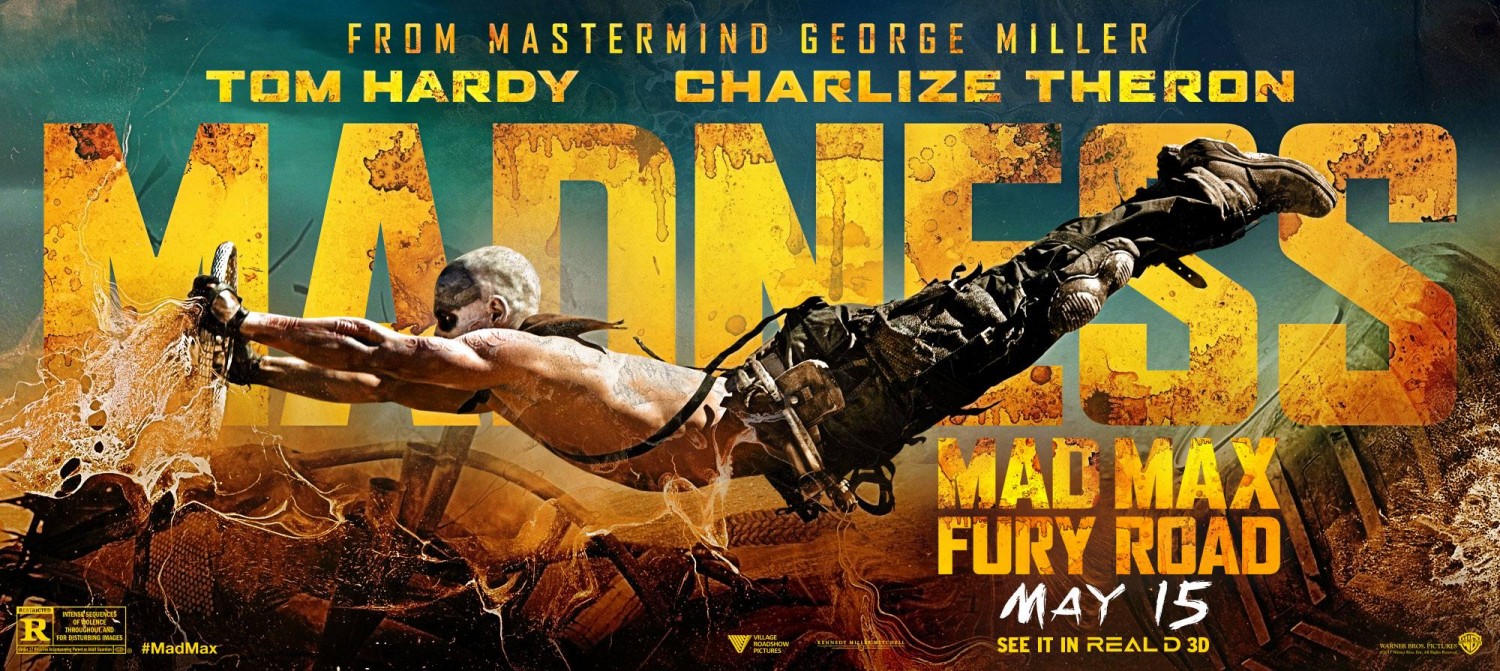 FROM MASTERMIND GEORGE MILLER
TOM HARDY CHARLIZE THERON
MADNESS
MAD MAX
FURY ROAD
MAY 15
SEE IT IN REAL D 3D
RESTRICTED
R
INTENSE SEQUENCES
OF VIOLENCE
THROUGHOUT, AND
FOR DISTURBING IMAGES
#MadMax
VILLAGE
ROADSHOW
PICTURES
KENNEDY MILLER MITCHELL
WARNER BROS. PICTURES
WB